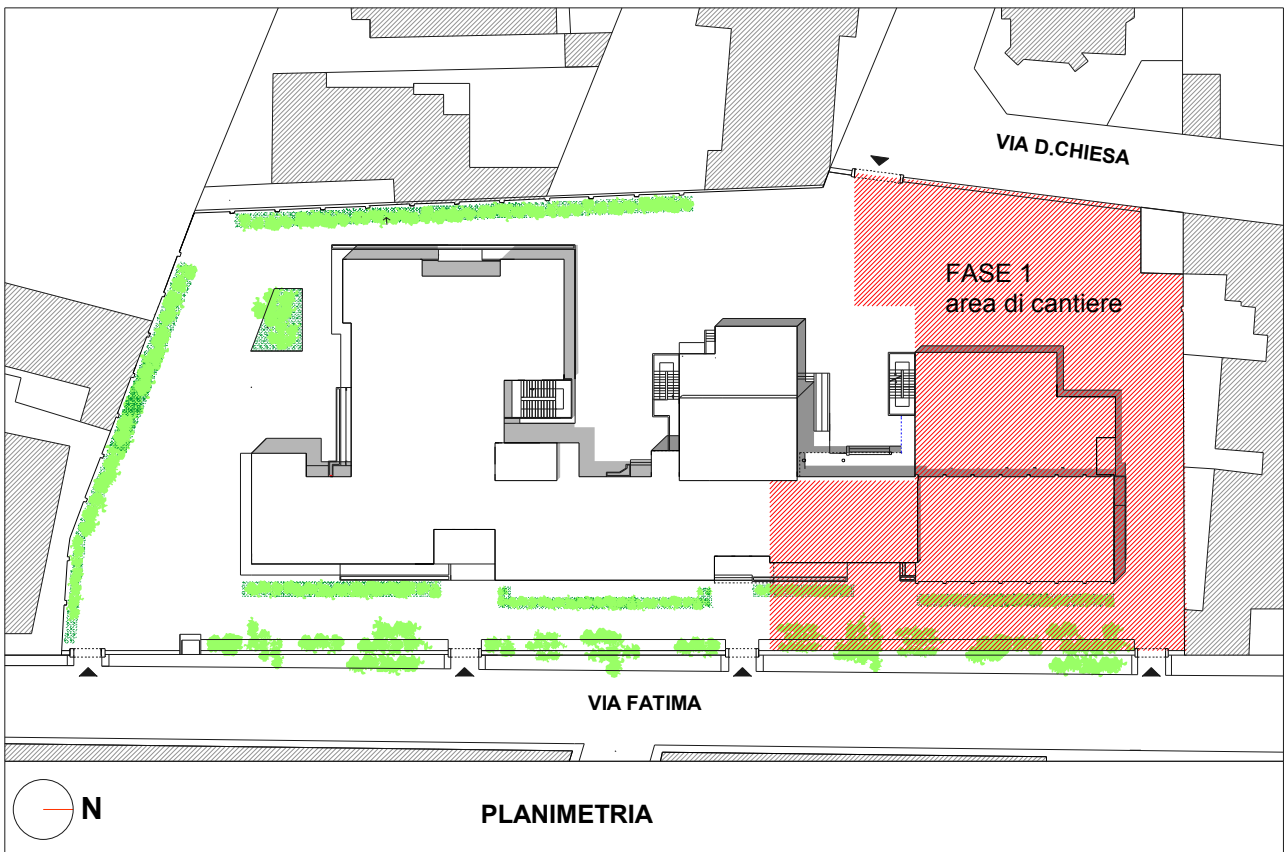 VIA D.CHIESA
FASE 1
area di cantiere
VIA FATIMA
N
PLANIMETRIA